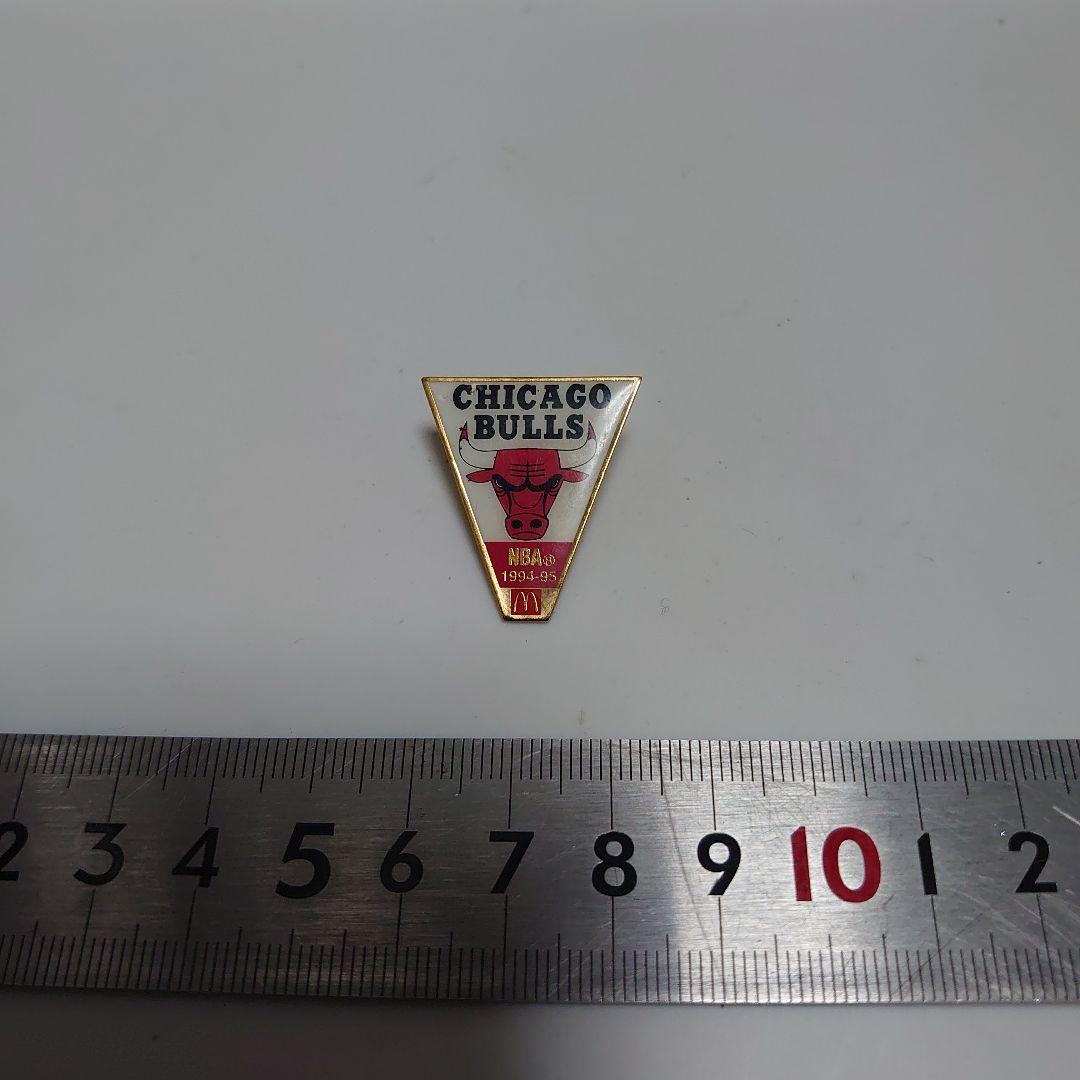 CHICAGO
BULLS
NBA®
1994-95
M
2 3 4 5 6 7 8 9 10 1 2